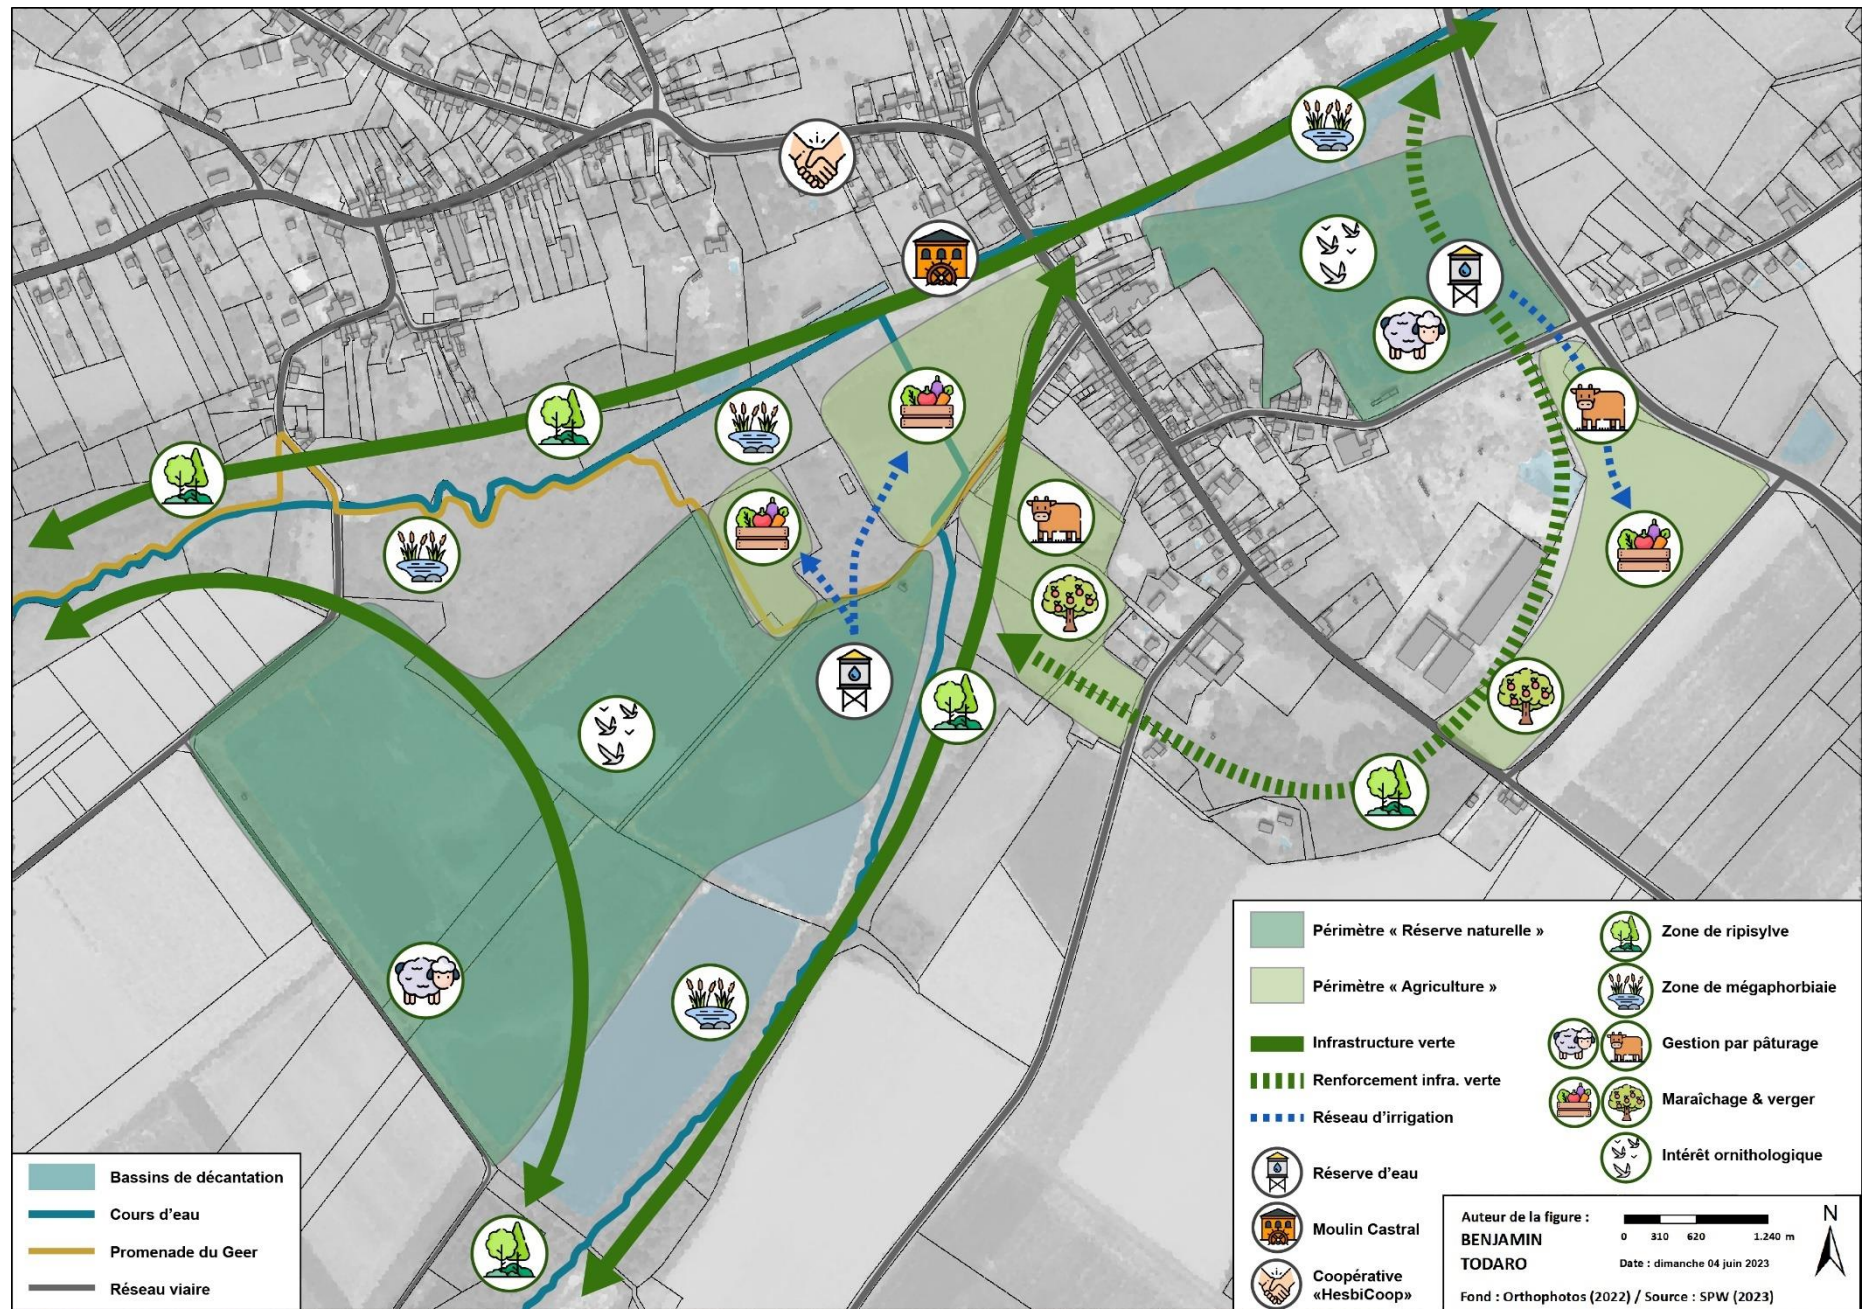 Périmètre « Réserve naturelle »
Périmètre « Agriculture »
Infrastructure verte
Renforcement infra. verte
Réseau d'irrigation
Réserve d'eau
Moulin Castral
Coopérative
«HesbiCoop»
Zone de ripisylve
Zone de mégaphorbiaie
Gestion par pâturage
Maraîchage & verger
Intérêt ornithologique
Bassins de décantation
Cours d'eau
Promenade du Geer
Réseau viaire
Auteur de la figure :
BENJAMIN
TODARO
0 310 620 1.240 m
Date : dimanche 04 juin 2023
N
Fond : Orthophotos (2022) / Source : SPW (2023)